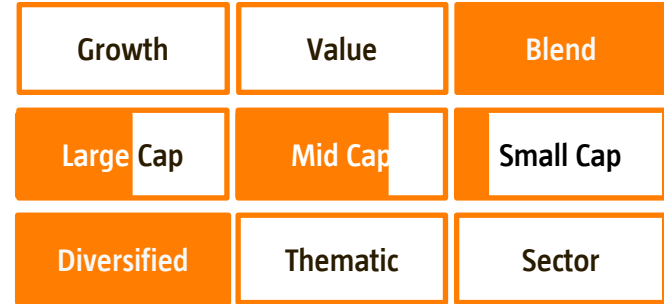 Growth Value Blend
Large Cap Mid Cap Small Cap
Diversified Thematic Sector